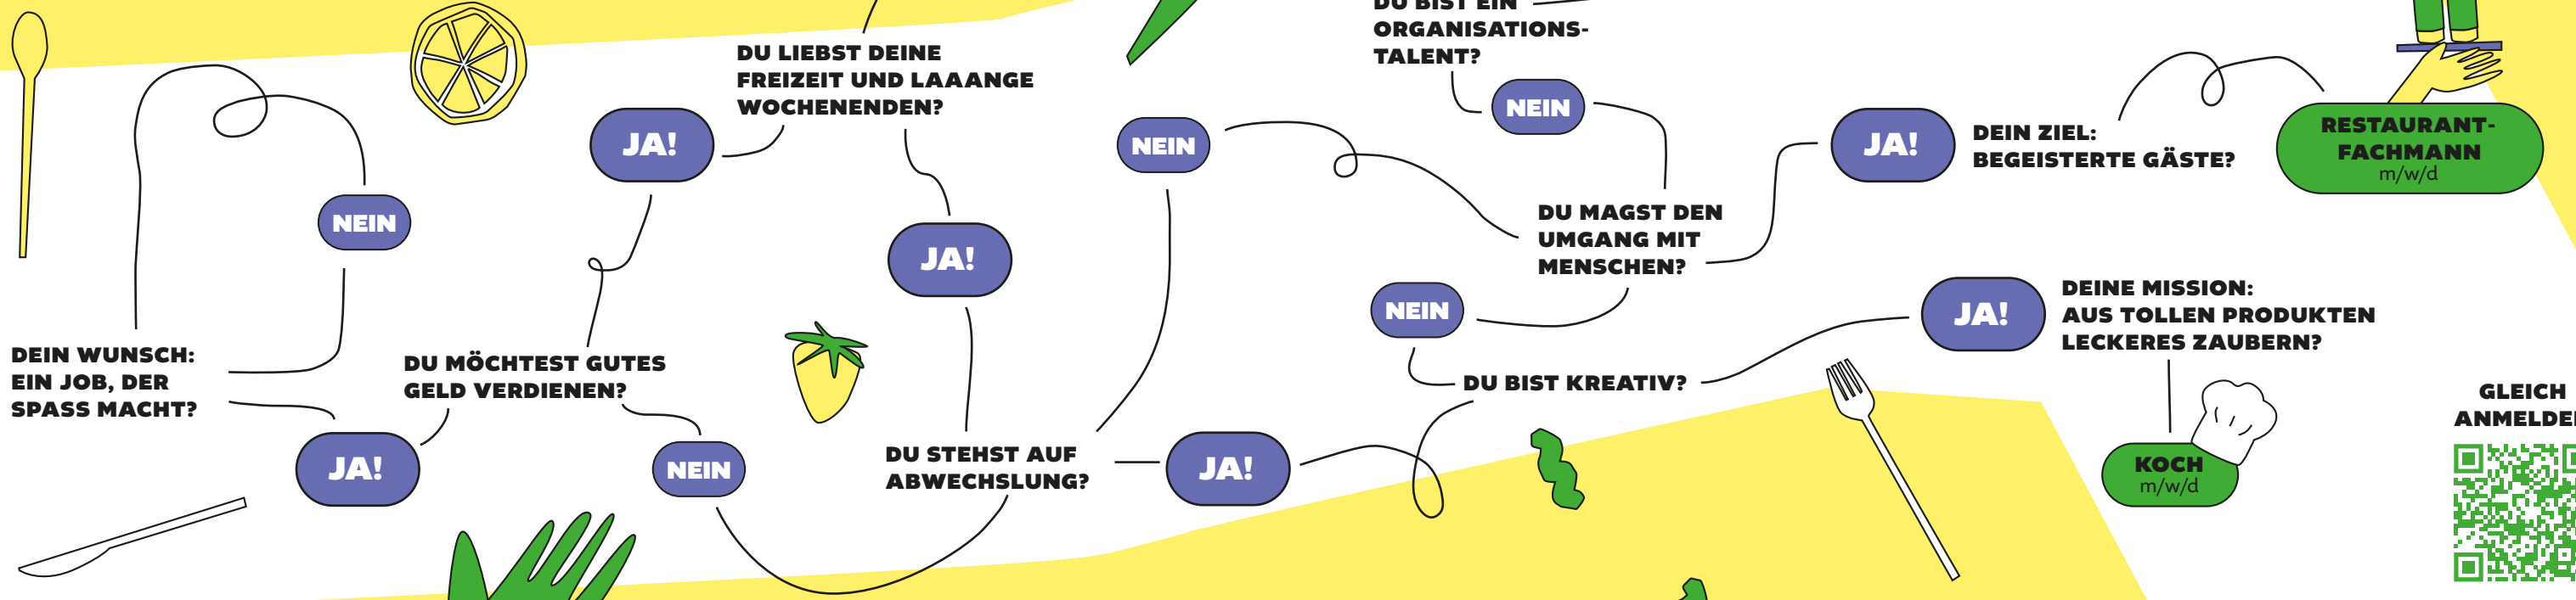 DEIN WUNSCH:
EIN JOB, DER
SPASS MACHT?
NEIN
JA!
DU MÖCHTEST GUTES
GELD VERDIENEN?
JA!
NEIN
DU LIEBST DEINE
FREIZEIT UND LAAANGE
WOCHENENDEN?
JA!
DU STEHST AUF
ABWECHSLUNG?
NEIN
JA!
DU BIST EIN
ORGANISATIONS-
TALENT?
NEIN
DU MAGST DEN
UMGANG MIT
MENSCHEN?
NEIN
JA!
DU BIST KREATIV?
DEIN ZIEL:
BEGEISTERTE GÄSTE?
RESTAURANT-
FACHMANN
m/w/d
JA!
DEINE MISSION:
AUS TOLLEN PRODUKTEN
LECKERES ZAUBERN?
KOCH
m/w/d
GLEICH
ANMELDE